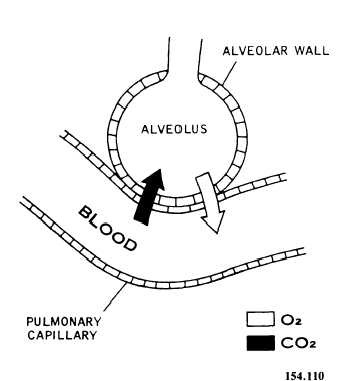 ALVEOLAR WALL
ALVEOLUS
BLOOD
PULMONARY
CAPILLARY
O2
CO2
154.110